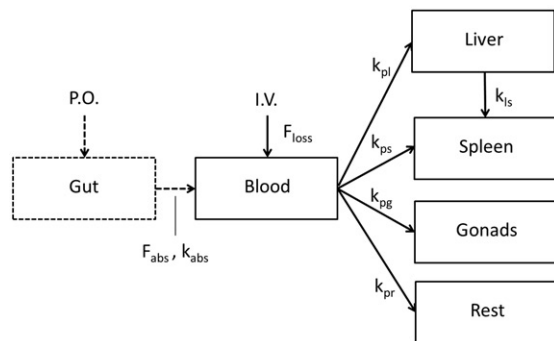 Liver
k_pl
P.O.
I.V.
k_ls
F_loss
k_ps
Spleen
Gut
Blood
k_pg
Gonads
F_abs , k_abs
k_pr
Rest